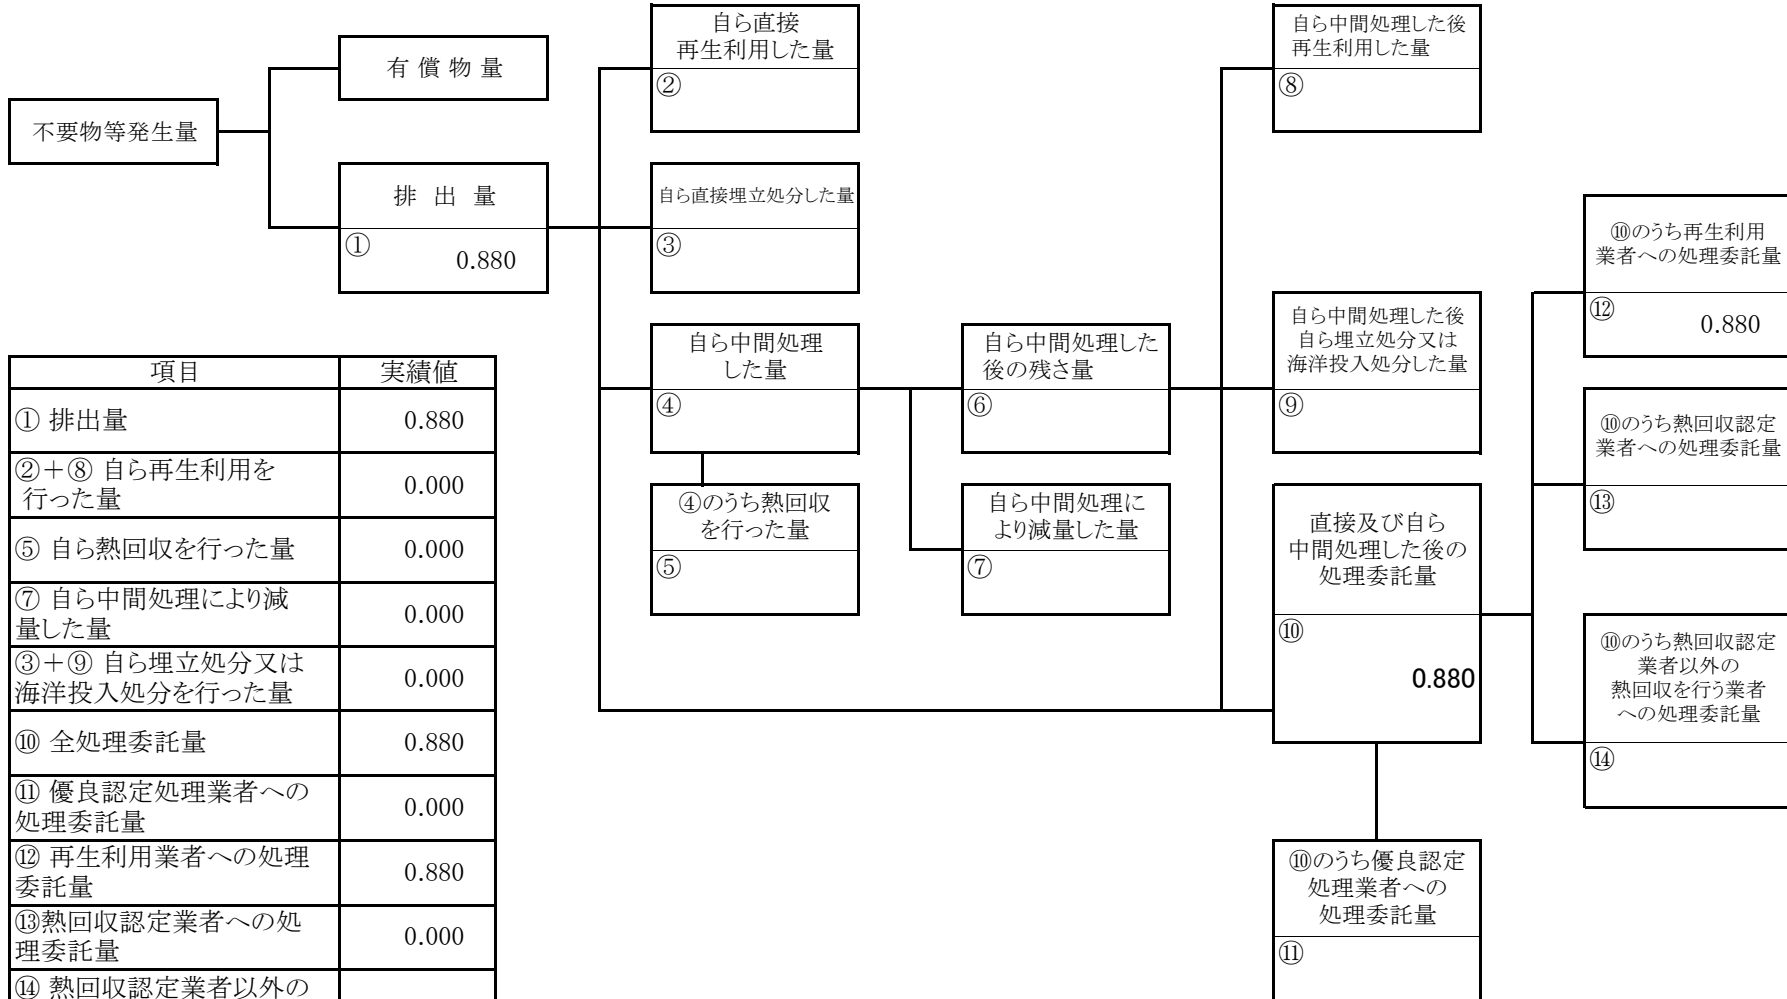 不要物等発生量
有 償 物 量
排 出 量
①
0.880
自ら直接
再生利用した量
②
自ら直接埋立処分した量
③
自ら中間処理
した量
④
④のうち熱回収
を行った量
⑤
自ら中間処理した
後の残さ量
⑥
自ら中間処理に
より減量した量
⑦
自ら中間処理した後
再生利用した量
⑧
自ら中間処理した後
自ら埋立処分又は
海洋投入処分した量
⑨
直接及び自ら
中間処理した後の
処理委託量
⑩
0.880
⑩のうち優良認定
処理業者への
処理委託量
⑪
⑩のうち再生利用
業者への処理委託量
⑫
0.880
⑩のうち熱回収認定
業者への処理委託量
⑬
⑩のうち熱回収認定
業者以外の
熱回収を行う業者
への処理委託量
⑭
項目 実績値
① 排出量 0.880
②+⑧ 自ら再生利用を
行った量 0.000
⑤ 自ら熱回収を行った量 0.000
⑦ 自ら中間処理により減
量した量 0.000
③+⑨ 自ら埋立処分又は
海洋投入処分を行った量 0.000
⑩ 全処理委託量 0.880
⑪ 優良認定処理業者への
処理委託量 0.000
⑫ 再生利用業者への処理
委託量 0.880
⑬熱回収認定業者への処
理委託量 0.000
⑭ 熱回収認定業者以外の